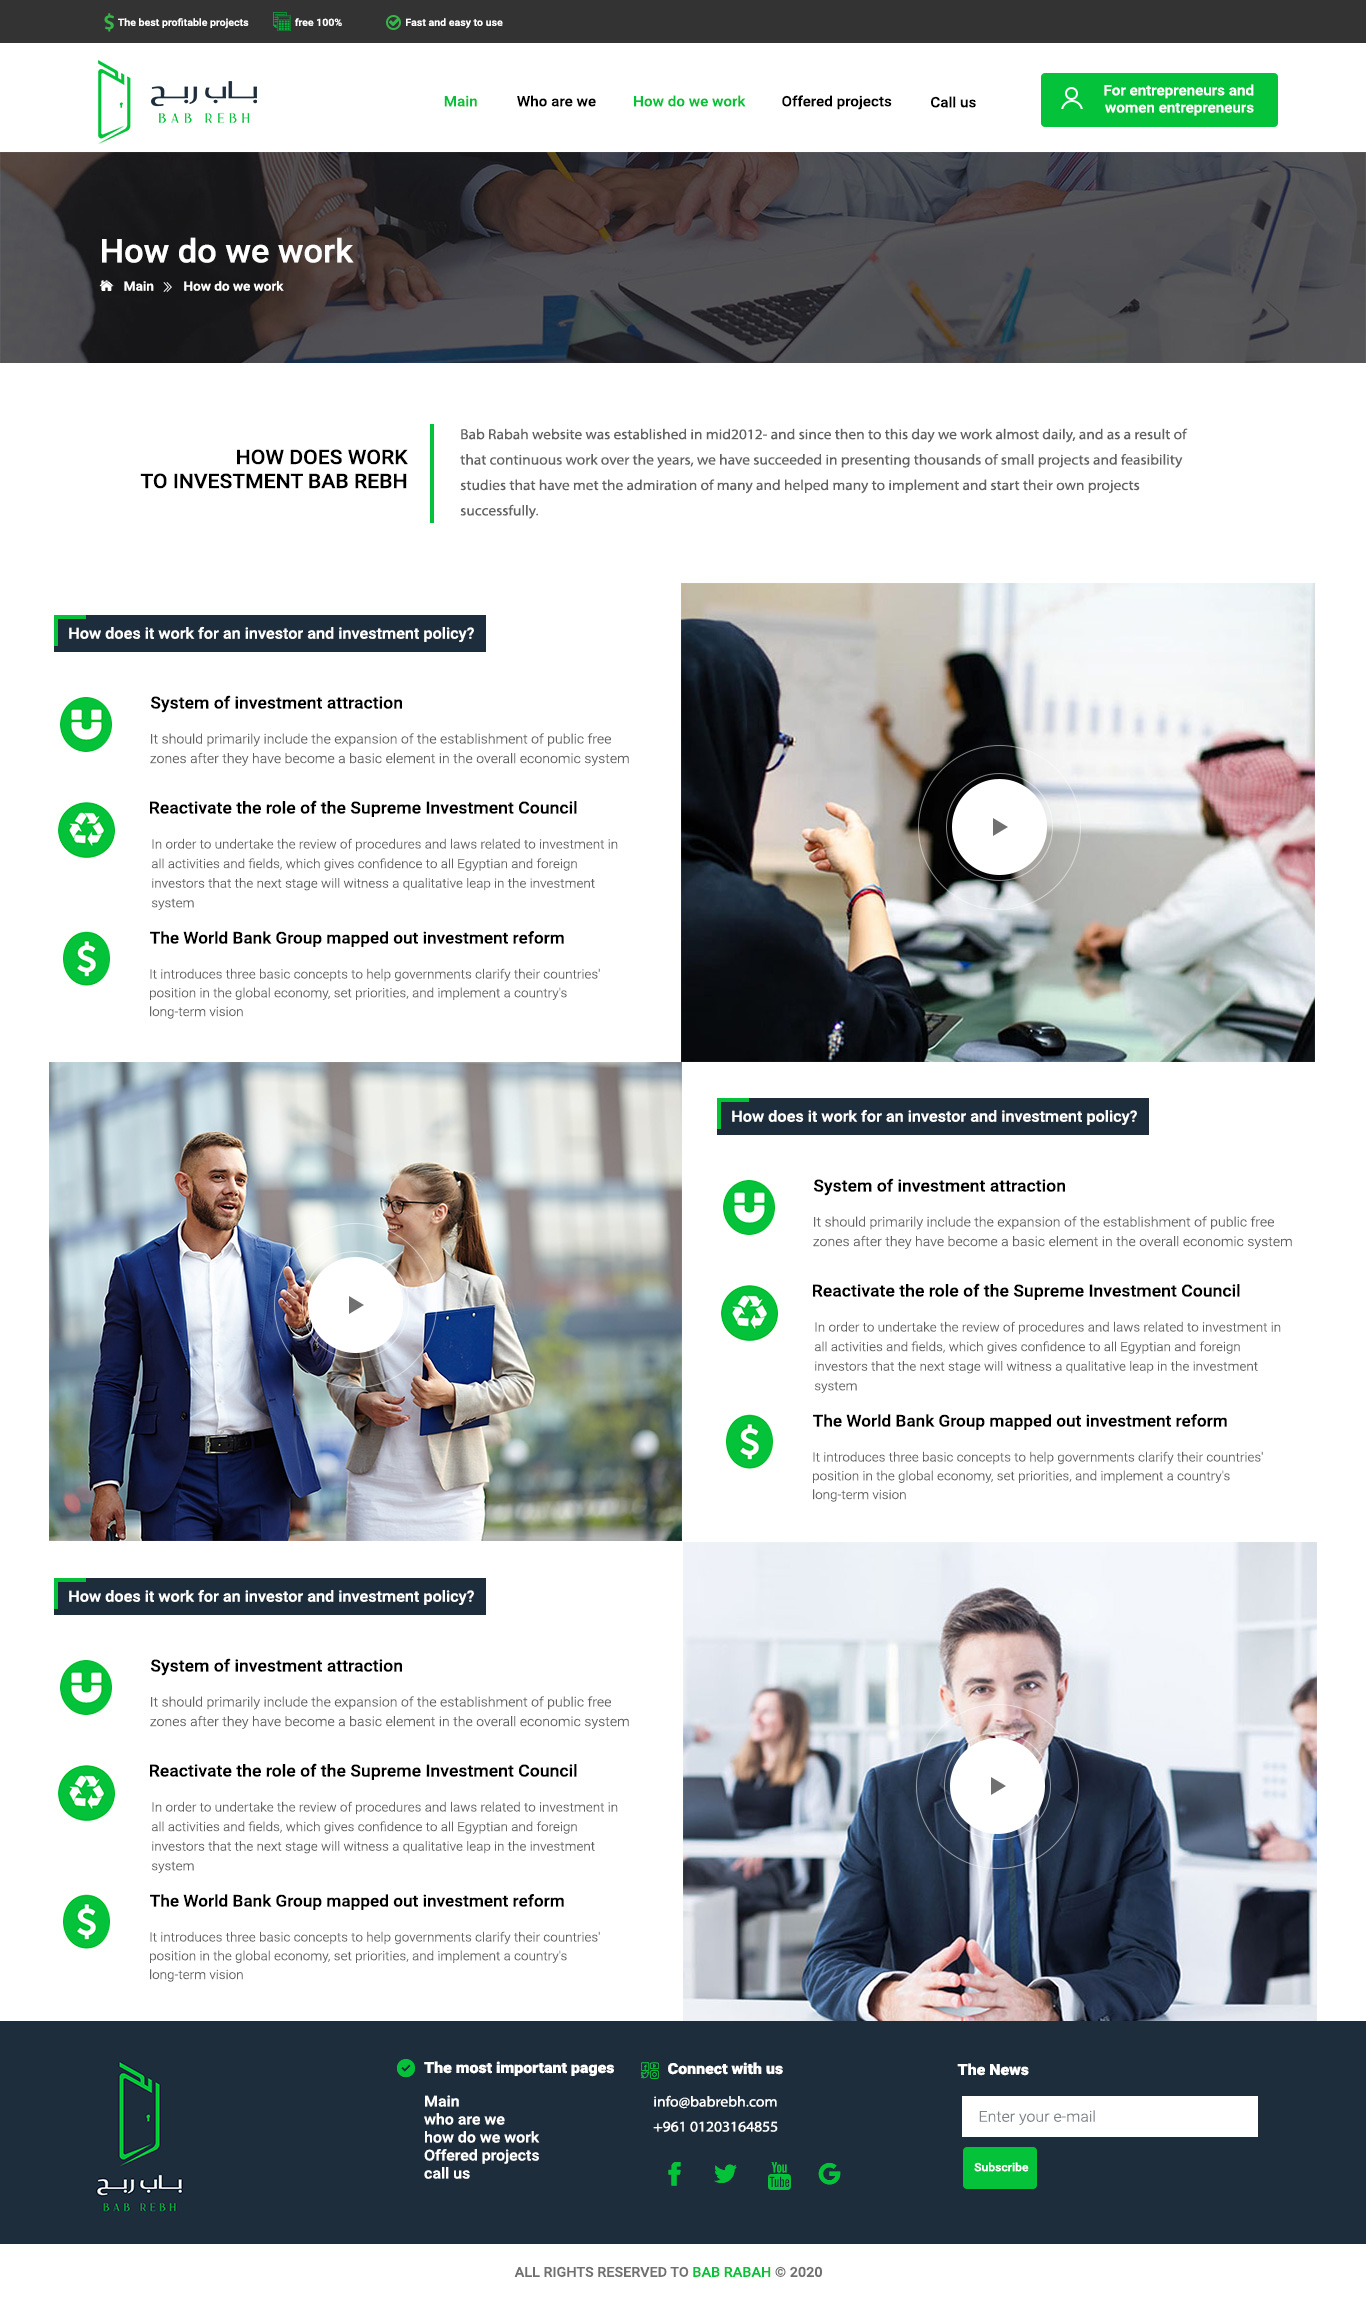 The best profitable projects
free 100%
Fast and easy to use
باب ربح
BAB REBH
Main
Who are we
How do we work
Offered projects
Call us
For entrepreneurs and
women entrepreneurs
How do we work
Main
How do we work
HOW DOES WORK
TO INVESTMENT BAB REBH
Bab Rabah website was established in mid2012- and since then to this day we work almost daily, and as a result of
that continuous work over the years, we have succeeded in presenting thousands of small projects and feasibility
studies that have met the admiration of many and helped many to implement and start their own projects
successfully.
How does it work for an investor and investment policy?
System of investment attraction
It should primarily include the expansion of the establishment of public free
zones after they have become a basic element in the overall economic system
Reactivate the role of the Supreme Investment Council
In order to undertake the review of procedures and laws related to investment in
all activities and fields, which gives confidence to all Egyptian and foreign
investors that the next stage will witness a qualitative leap in the investment
system
The World Bank Group mapped out investment reform
It introduces three basic concepts to help governments clarify their countries'
position in the global economy, set priorities, and implement a country's
long-term vision
How does it work for an investor and investment policy?
System of investment attraction
It should primarily include the expansion of the establishment of public free
zones after they have become a basic element in the overall economic system
Reactivate the role of the Supreme Investment Council
In order to undertake the review of procedures and laws related to investment in
all activities and fields, which gives confidence to all Egyptian and foreign
investors that the next stage will witness a qualitative leap in the investment
system
The World Bank Group mapped out investment reform
It introduces three basic concepts to help governments clarify their countries'
position in the global economy, set priorities, and implement a country's
long-term vision
How does it work for an investor and investment policy?
System of investment attraction
It should primarily include the expansion of the establishment of public free
zones after they have become a basic element in the overall economic system
Reactivate the role of the Supreme Investment Council
In order to undertake the review of procedures and laws related to investment in
all activities and fields, which gives confidence to all Egyptian and foreign
investors that the next stage will witness a qualitative leap in the investment
system
The World Bank Group mapped out investment reform
It introduces three basic concepts to help governments clarify their countries'
position in the global economy, set priorities, and implement a country's
long-term vision
باب ربح
BAB REBH
The most important pages
Main
who are we
how do we work
Offered projects
call us
Connect with us
info@babrebh.com
+961 01203164855
You
Tube
The News
Enter your e-mail
Subscribe
ALL RIGHTS RESERVED TO BAB RABAH © 2020